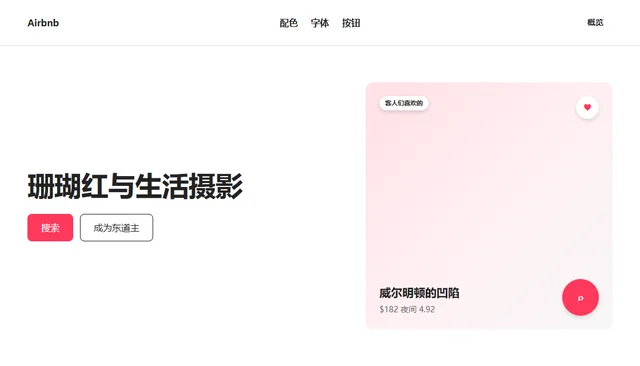 Airbnb
配色 字体 按钮
概览
客人们喜欢的
珊瑚红与生活摄影
搜索 成为东道主
威尔明顿的凹陷
$182 夜间 4.92